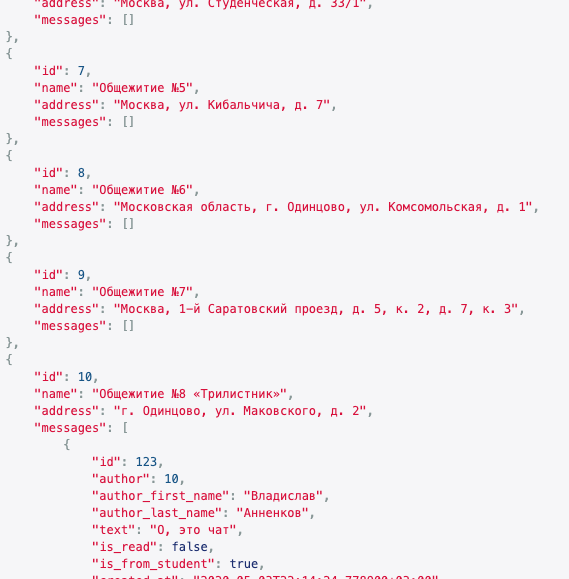 "address": "Москва, ул. Студенческая, д. 33/1",
"messages": []
},
{
"id": 7,
"name": "Общежитие №5",
"address": "Москва, ул. Кибальчича, д. 7",
"messages": []
},
{
"id": 8,
"name": "Общежитие №6",
"address": "Московская область, г. Одинцово, ул. Комсомольская, д. 1",
"messages": []
},
{
"id": 9,
"name": "Общежитие №7",
"address": "Москва, 1-й Саратовский проезд, д. 5, к. 2, д. 7, к. 3",
"messages": []
},
{
"id": 10,
"name": "Общежитие №8 «Трилистник»",
"address": "г. Одинцово, ул. Маковского, д. 2",
"messages": [
{
"id": 123,
"author": 10,
"author_first_name": "Владислав",
"author_last_name": "Анненков",
"text": "О, это чат",
"is_read": false,
"is_from_student": true,